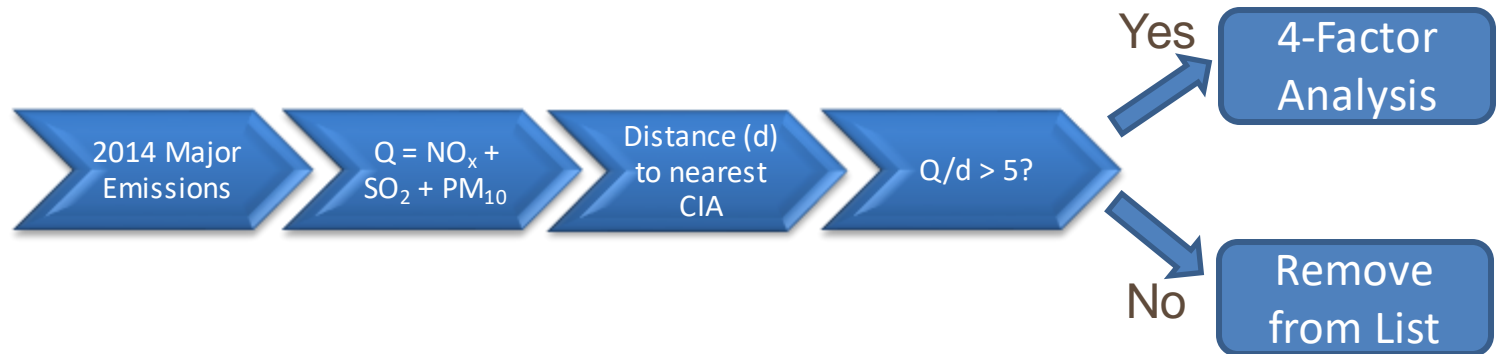 2014 Major
Emissions
Q = NOₓ +
SO₂ + PM₁₀
Distance (d)
to nearest
CIA
Q/d > 5?
Yes
4-Factor
Analysis
No
Remove
from List